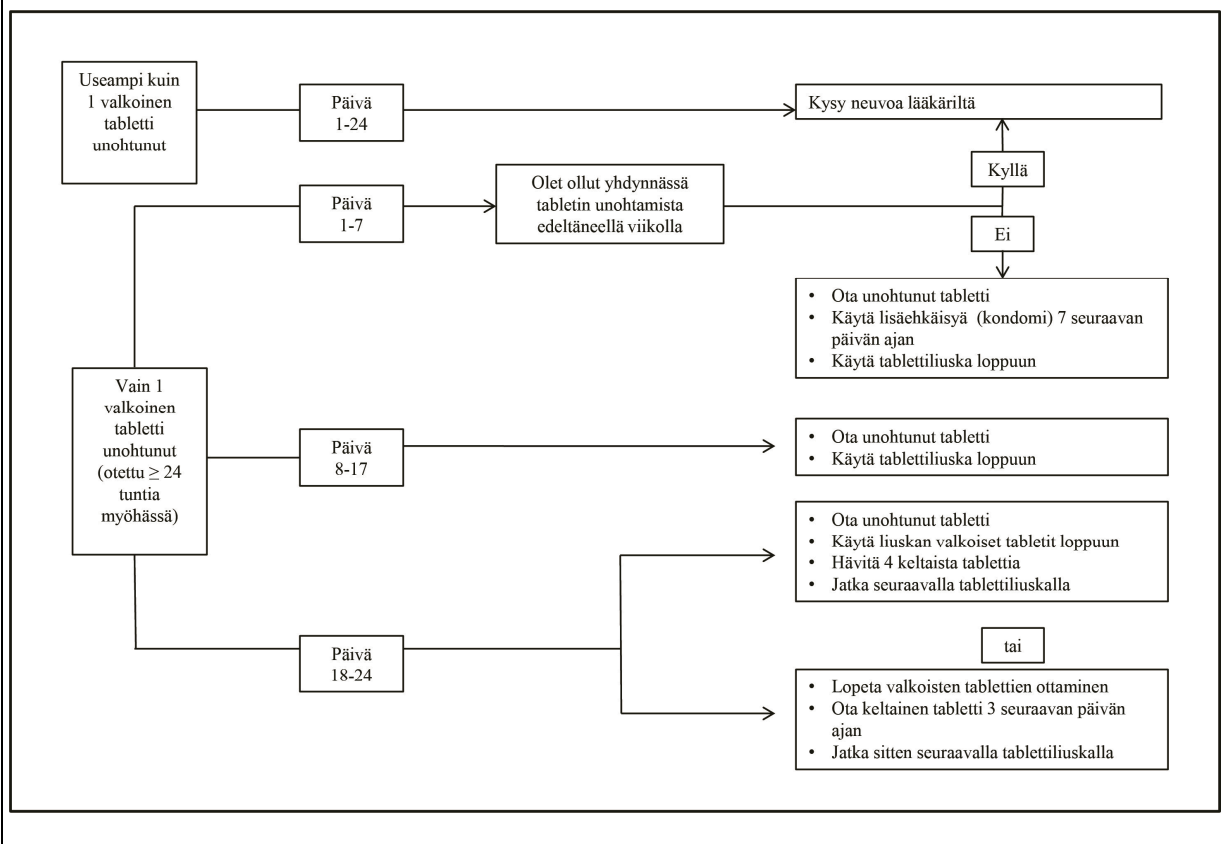 Useampi kuin
1 valkoinen
tabletti
unohtunut
Päivä
1-24
Kysy neuvoa lääkäriltä
Kyllä
Päivä
1-7
Olet ollut yhdynnässä
tabletin unohtamista
edeltäneellä viikolla
Ei
• Ota unohtunut tabletti
• Käytä lisäehkäisyä (kondomi) 7 seuraavan
päivän ajan
• Käytä tablettiliuska loppuun
Vain 1
valkoinen
tabletti
unohtunut
(otettu ≥ 24
tuntia
myöhässä)
Päivä
8-17
• Ota unohtunut tabletti
• Käytä tablettiliuska loppuun
• Ota unohtunut tabletti
• Käytä liuskan valkoiset tabletit loppuun
• Hävitä 4 keltaista tablettia
• Jatka seuraavalla tablettiliuskalla
Päivä
18-24
tai
• Lopeta valkoisten tablettien ottaminen
• Ota keltainen tabletti 3 seuraavan päivän
ajan
• Jatka sitten seuraavalla tablettiliuskalla